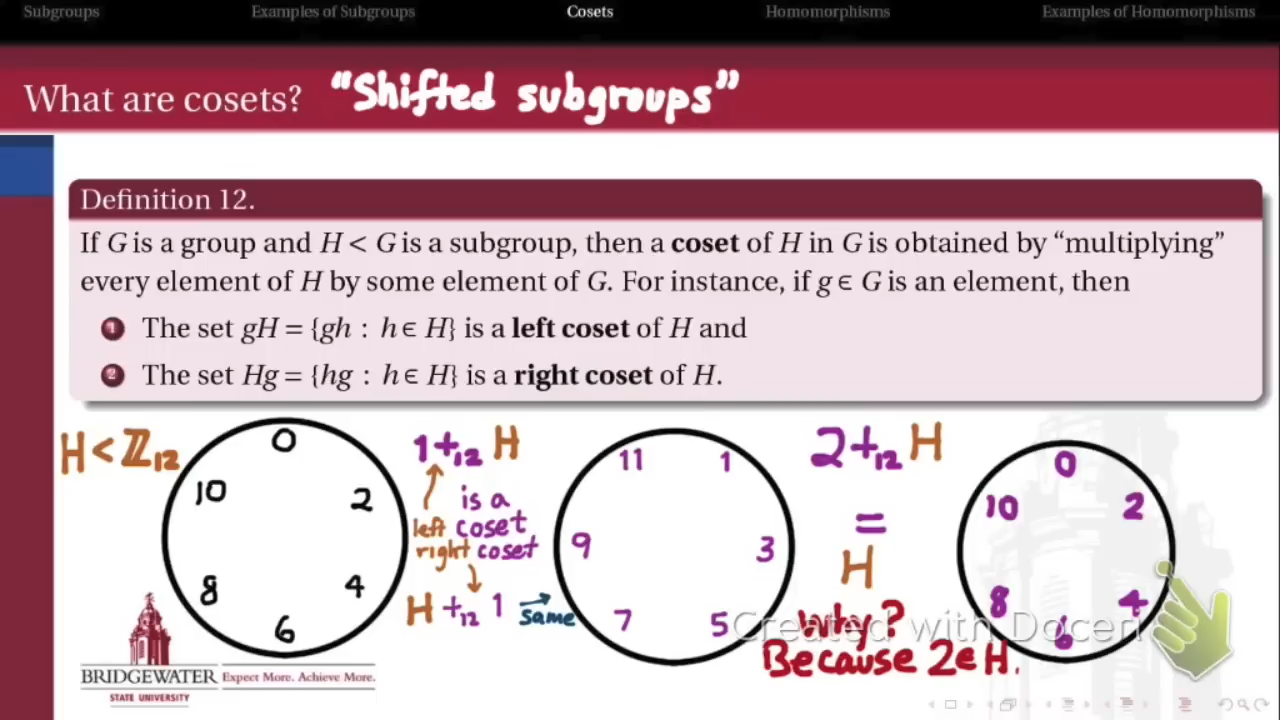 Subgroups Examples of Subgroups Cosets Homomorphisms Examples of Homomorphisms
What are cosets? "Shifted subgroups"
Definition 12.
If G is a group and H < G is a subgroup, then a coset of H in G is obtained by “multiplying”
every element of H by some element of G. For instance, if g ∈ G is an element, then
1 The set gH = {gh : h ∈ H} is a left coset of H and
2 The set Hg = {hg : h ∈ H} is a right coset of H.
H < ℤ₁₂
0
10 2
8 4
6
1 +₁₂ H
is a
left coset
right coset
H +₁₂ 1 same
11 1
9 3
7 5
2 +₁₂ H
=
H
Why?
Because 2 ∈ H.
0
10 2
8 4
6
Created with Doceri
BRIDGEWATER Expect More. Achieve More.
STATE UNIVERSITY